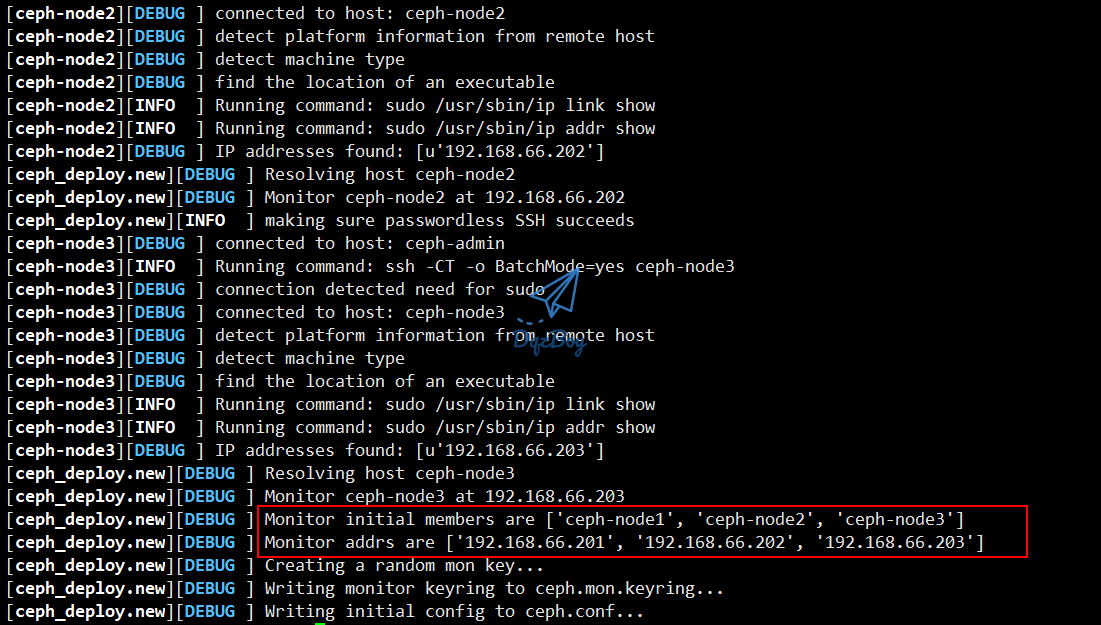 [ceph-node2][DEBUG ] connected to host: ceph-node2
[ceph-node2][DEBUG ] detect platform information from remote host
[ceph-node2][DEBUG ] detect machine type
[ceph-node2][DEBUG ] find the location of an executable
[ceph-node2][INFO  ] Running command: sudo /usr/sbin/ip link show
[ceph-node2][INFO  ] Running command: sudo /usr/sbin/ip addr show
[ceph-node2][DEBUG ] IP addresses found: [u'192.168.66.202']
[ceph_deploy.new][DEBUG ] Resolving host ceph-node2
[ceph_deploy.new][DEBUG ] Monitor ceph-node2 at 192.168.66.202
[ceph_deploy.new][INFO  ] making sure passwordless SSH succeeds
[ceph-node3][DEBUG ] connected to host: ceph-admin
[ceph-node3][INFO  ] Running command: ssh -CT -o BatchMode=yes ceph-node3
[ceph-node3][DEBUG ] connection detected need for sudo
[ceph-node3][DEBUG ] connected to host: ceph-node3
[ceph-node3][DEBUG ] detect platform information from remote host
[ceph-node3][DEBUG ] detect machine type
[ceph-node3][DEBUG ] find the location of an executable
[ceph-node3][INFO  ] Running command: sudo /usr/sbin/ip link show
[ceph-node3][INFO  ] Running command: sudo /usr/sbin/ip addr show
[ceph-node3][DEBUG ] IP addresses found: [u'192.168.66.203']
[ceph_deploy.new][DEBUG ] Resolving host ceph-node3
[ceph_deploy.new][DEBUG ] Monitor ceph-node3 at 192.168.66.203
[ceph_deploy.new][DEBUG ] Monitor initial members are ['ceph-node1', 'ceph-node2', 'ceph-node3']
[ceph_deploy.new][DEBUG ] Monitor addrs are ['192.168.66.201', '192.168.66.202', '192.168.66.203']
[ceph_deploy.new][DEBUG ] Creating a random mon key...
[ceph_deploy.new][DEBUG ] Writing monitor keyring to ceph.mon.keyring...
[ceph_deploy.new][DEBUG ] Writing initial config to ceph.conf...